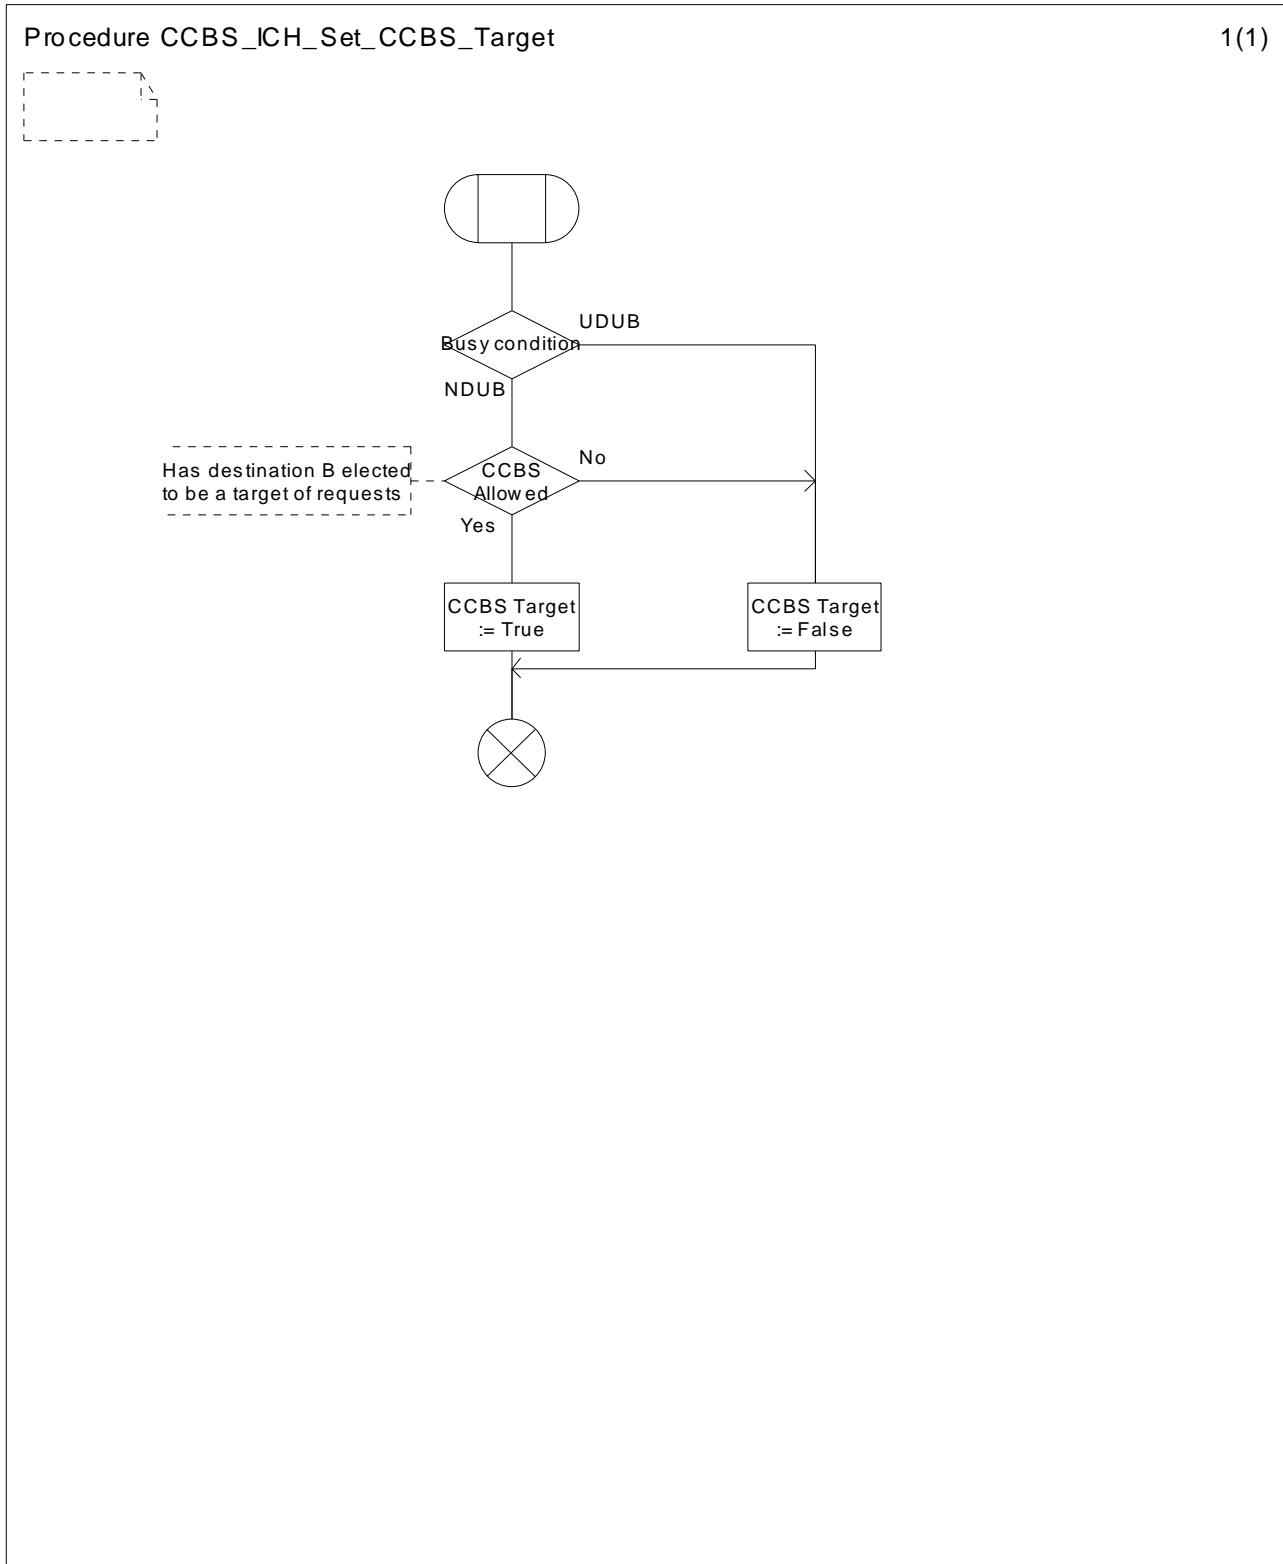 Procedure CCBS_ICH_Set_CCBS_Target
1(1)
UDUB
Busy condition
NDUB
Has destination B elected
to be a target of requests
CCBS
Allowed
No
Yes
CCBS Target
:= True
CCBS Target
:= False